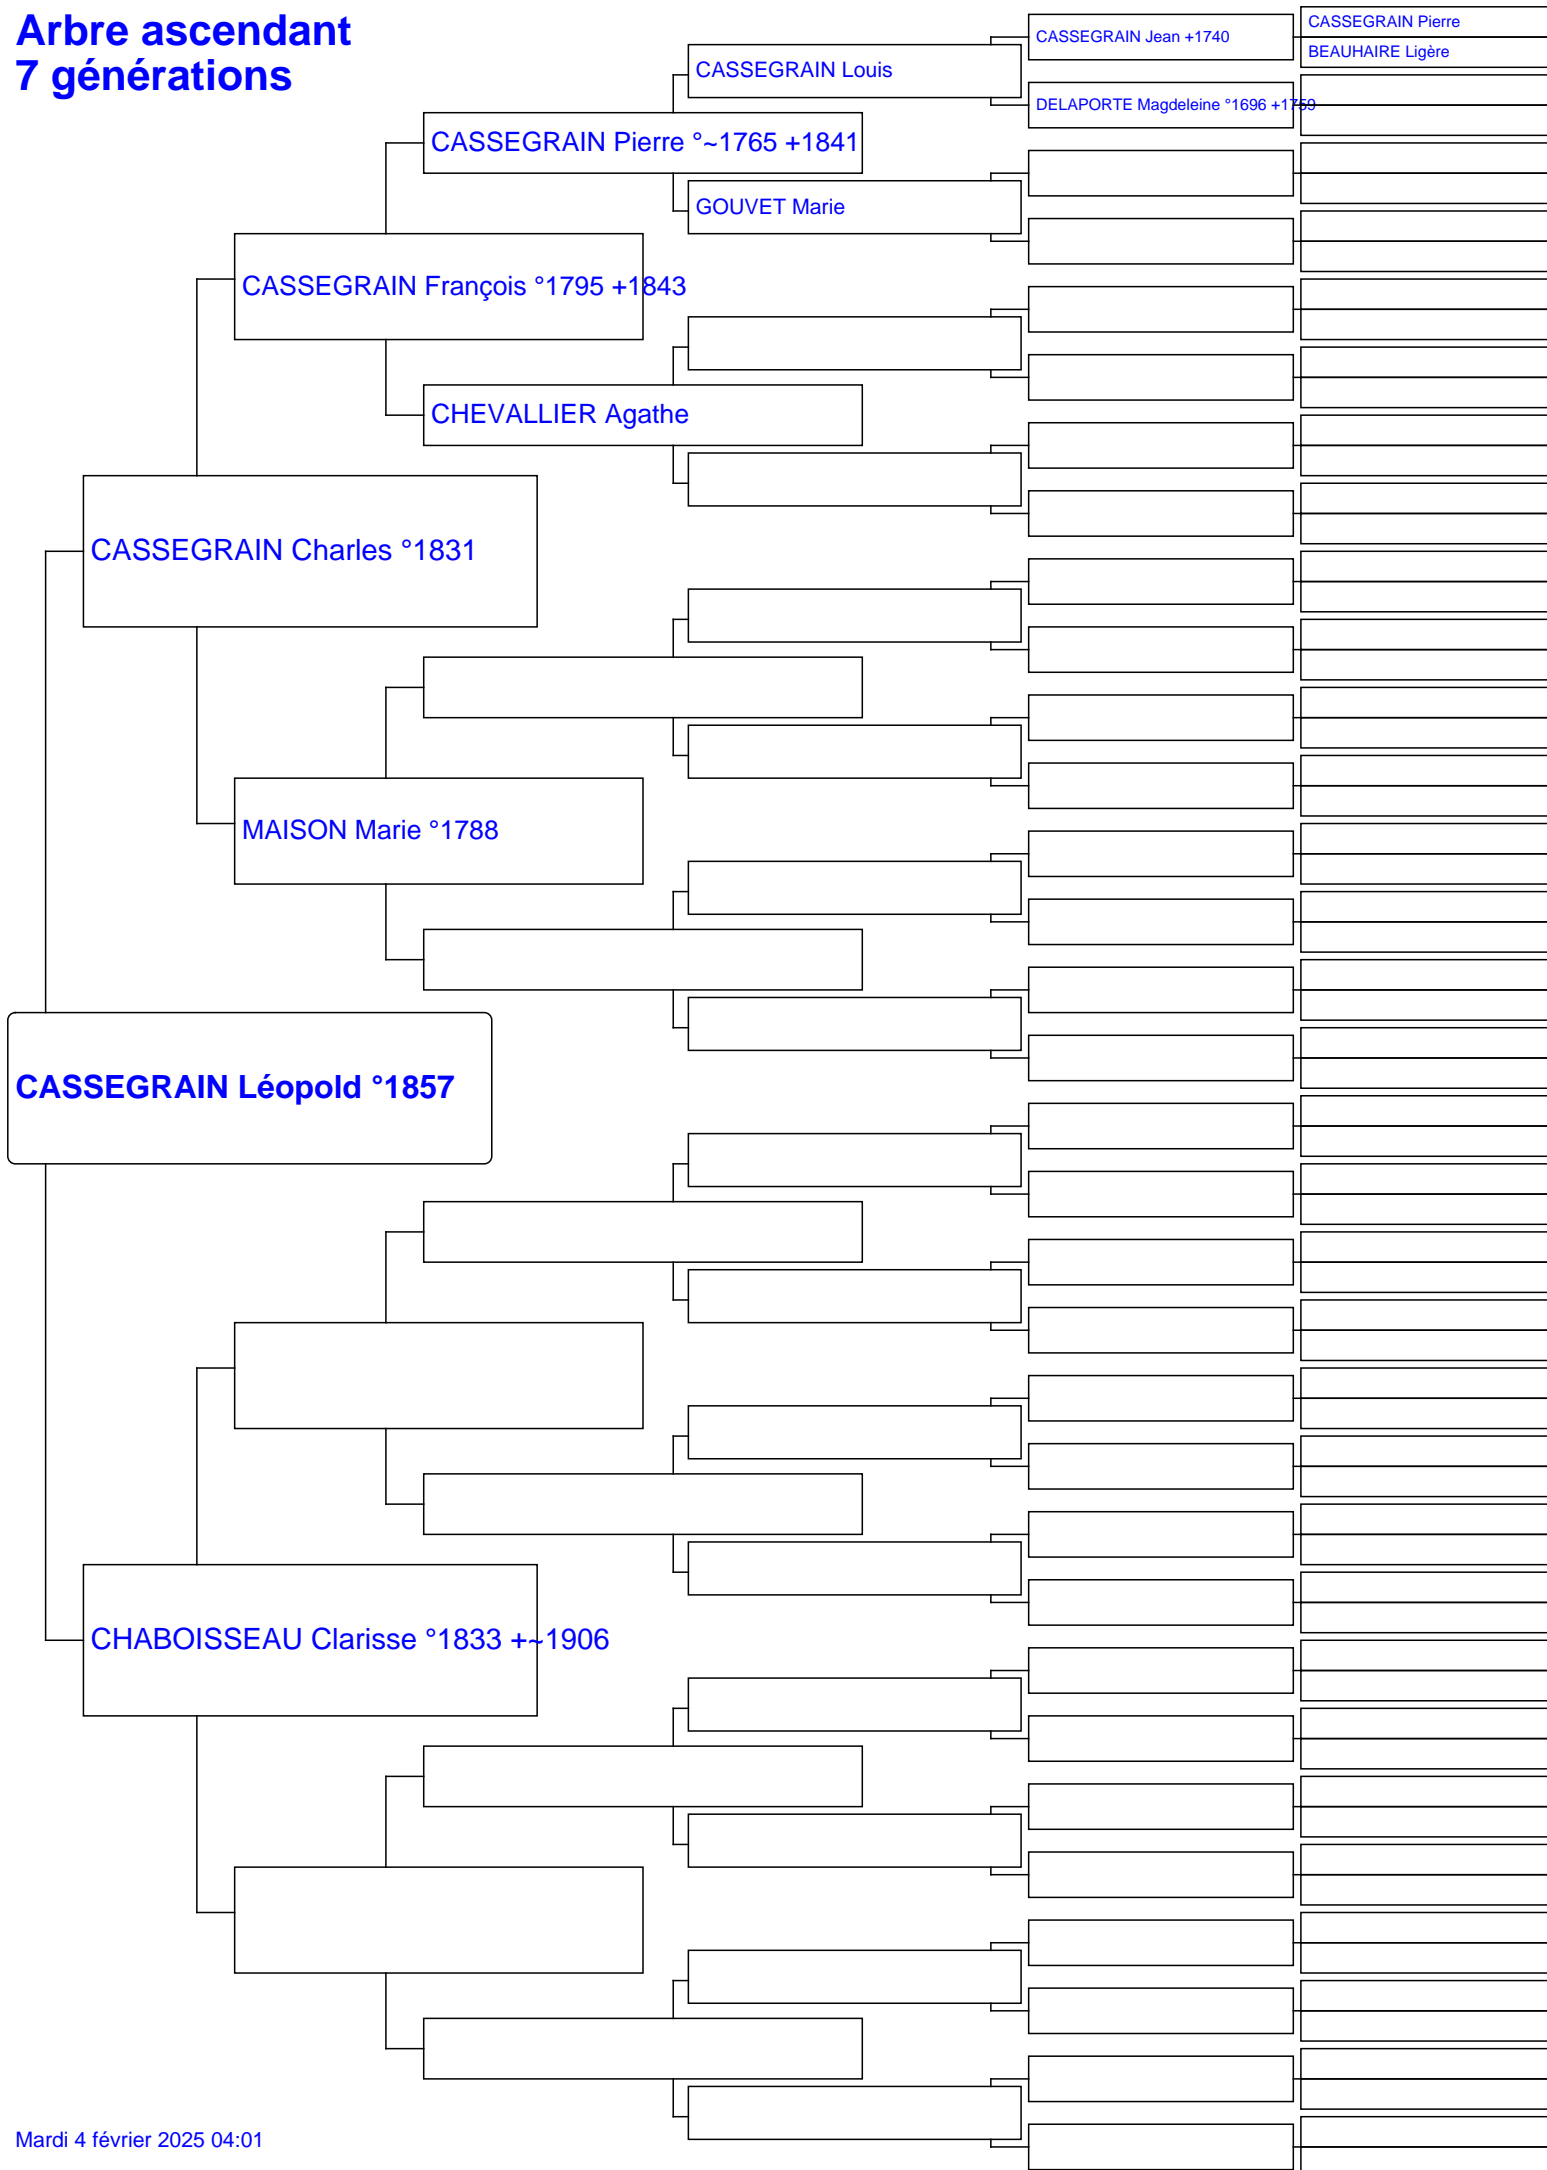 Arbre ascendant
7 générations
CASSEGRAIN Pierre
CASSEGRAIN Jean +1740
BEAUHAIRE Ligère
CASSEGRAIN Louis
DELAPORTE Magdeleine °1696 +1759
CASSEGRAIN Pierre °~1765 +1841
GOUVET Marie
CASSEGRAIN François °1795 +1843
CHEVALLIER Agathe
CASSEGRAIN Charles °1831
MAISON Marie °1788
CASSEGRAIN Léopold °1857
CHABOISSEAU Clarisse °1833 +~1906
Mardi 4 février 2025 04:01